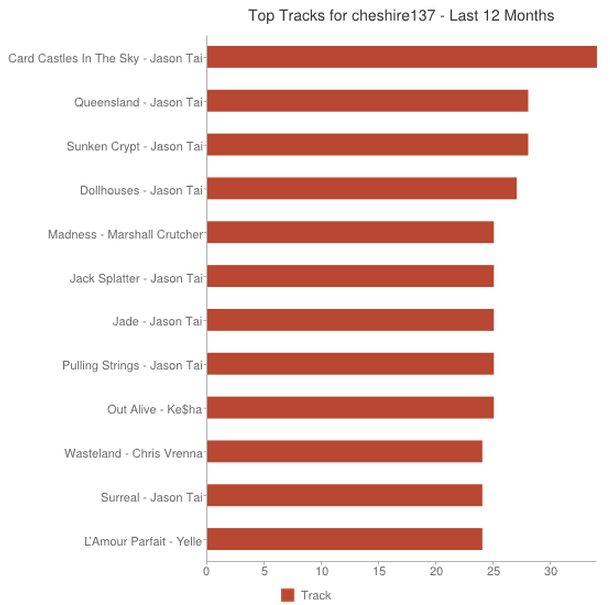 Top Tracks for cheshire137 - Last 12 Months
Card Castles In The Sky - Jason Tai
Queensland - Jason Tai
Sunken Crypt - Jason Tai
Dollhouses - Jason Tai
Madness - Marshall Crutcher
Jack Splatter - Jason Tai
Jade - Jason Tai
Pulling Strings - Jason Tai
Out Alive - Ke$ha
Wasteland - Chris Vrenna
Surreal - Jason Tai
L'Amour Parfait - Yelle
0 5 10 15 20 25 30
Track